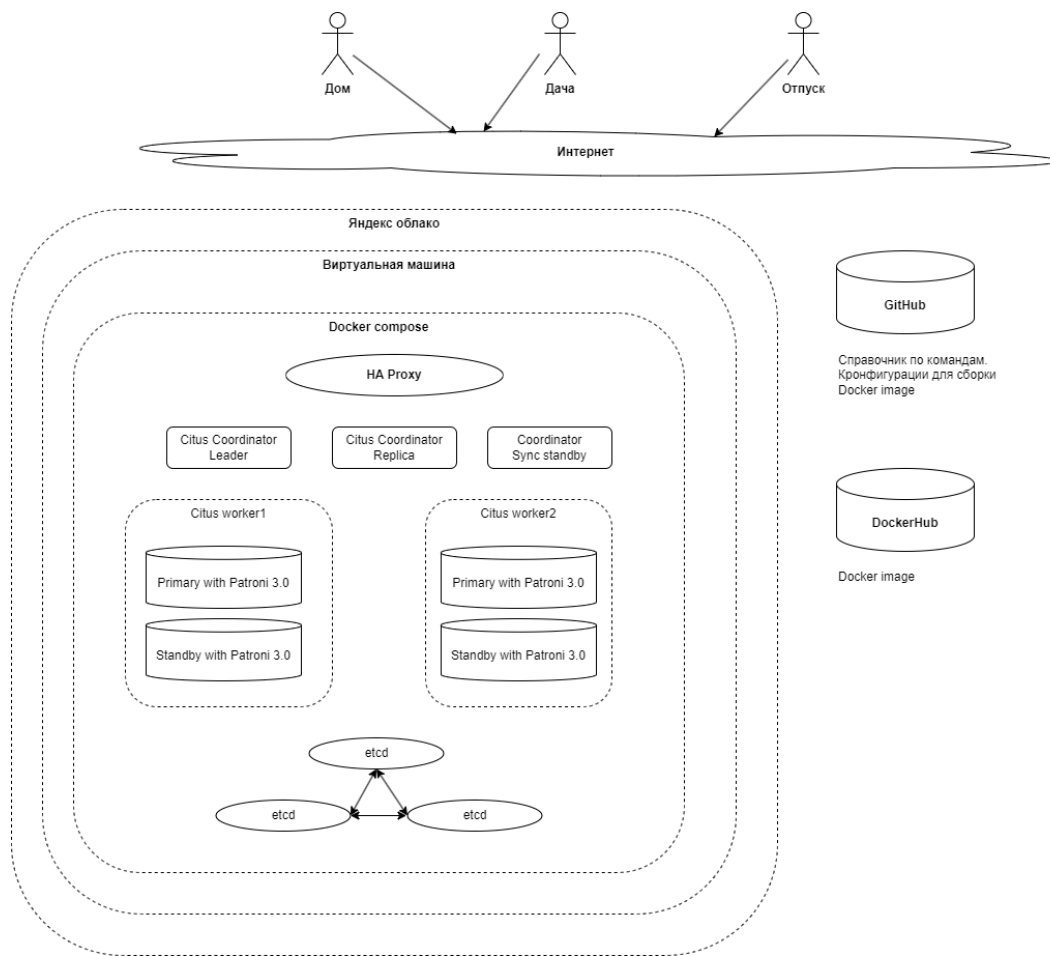 Дом
Дача
Отпуск
Интернет
Яндекс облако
Виртуальная машина
Docker compose
HA Proxy
Citus Coordinator
Leader
Citus Coordinator
Replica
Coordinator
Sync standby
Citus worker1
Primary with Patroni 3.0
Standby with Patroni 3.0
Citus worker2
Primary with Patroni 3.0
Standby with Patroni 3.0
etcd
etcd
etcd
GitHub
Справочник по командам.
Кронфигурации для сборки
Docker image
DockerHub
Docker image